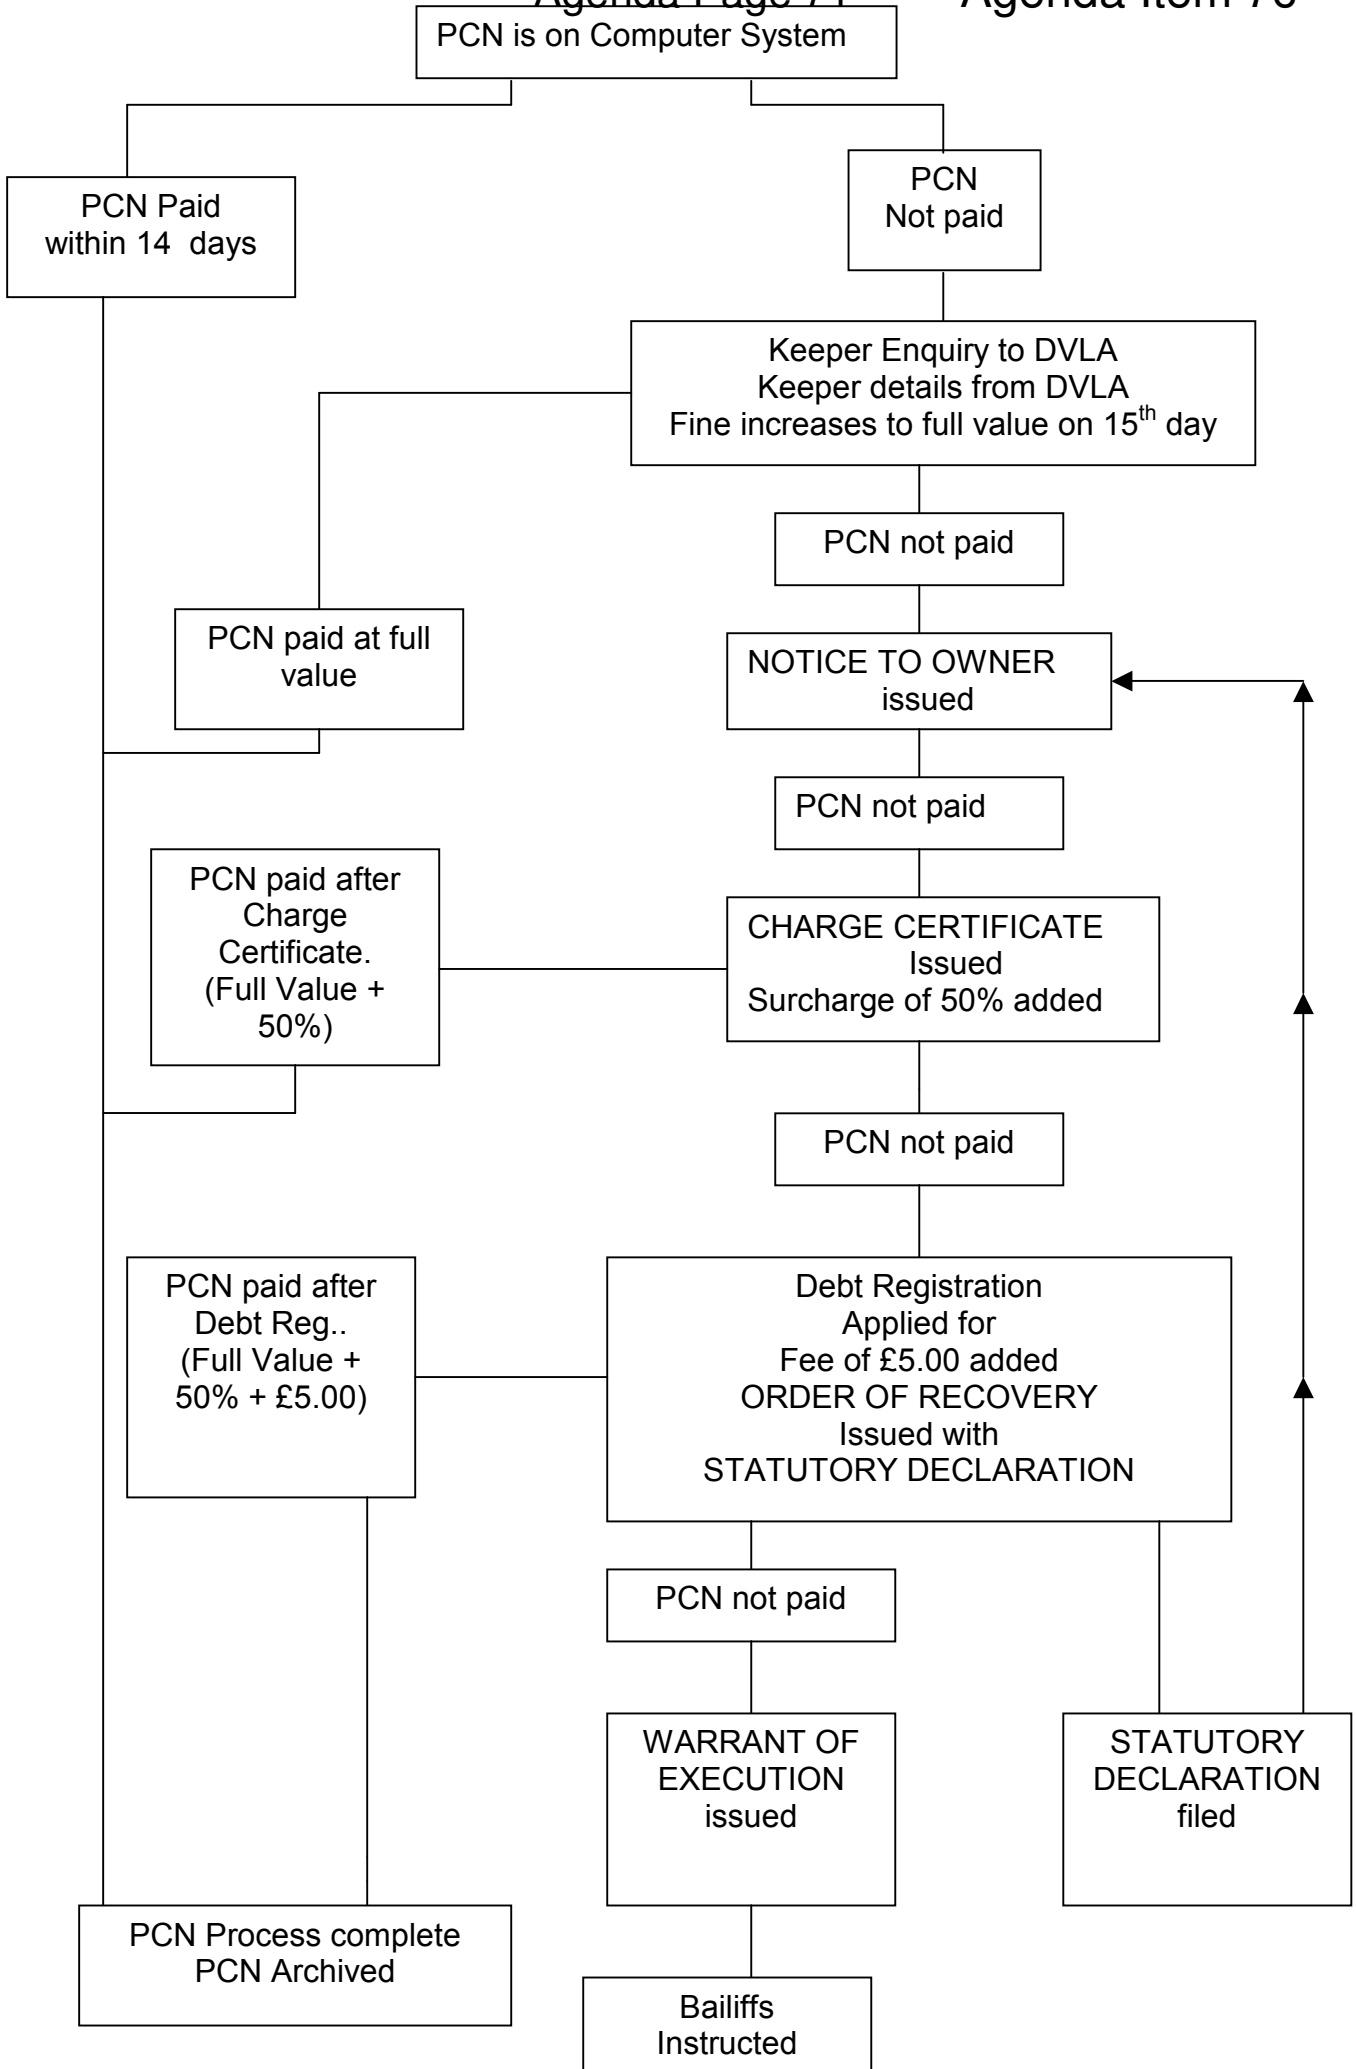 PCN is on Computer System
PCN Paid
within 14 days
PCN
Not paid
Keeper Enquiry to DVLA
Keeper details from DVLA
Fine increases to full value on 15th day
PCN not paid
PCN paid at full
value
NOTICE TO OWNER
issued
PCN not paid
PCN paid after
Charge
Certificate.
(Full Value +
50%)
CHARGE CERTIFICATE
Issued
Surcharge of 50% added
PCN not paid
PCN paid after
Debt Reg..
(Full Value +
50% + £5.00)
Debt Registration
Applied for
Fee of £5.00 added
ORDER OF RECOVERY
Issued with
STATUTORY DECLARATION
PCN not paid
WARRANT OF
EXECUTION
issued
STATUTORY
DECLARATION
filed
PCN Process complete
PCN Archived
Bailiffs
Instructed